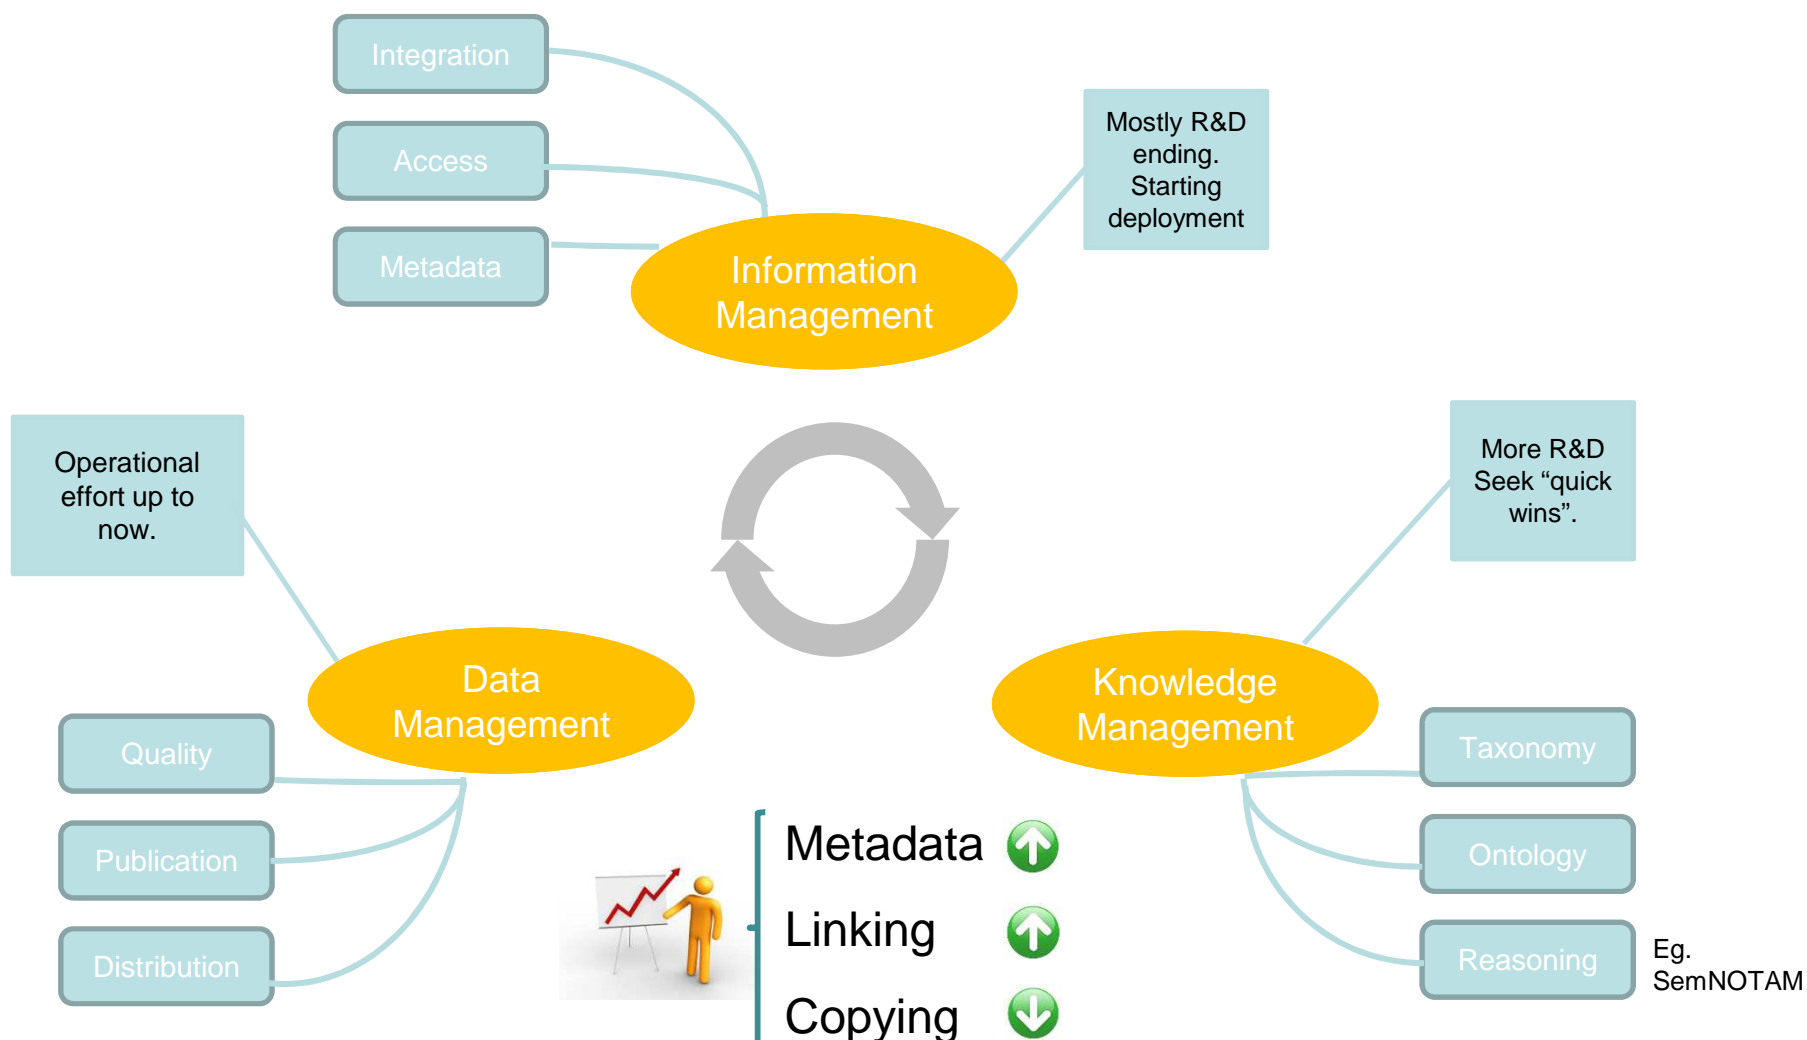 Integration
Access
Metadata
Mostly R&D
ending.
Starting
deployment
Information
Management
Operational
effort up to
now.
More R&D
Seek “quick
wins”.
Data
Management
Knowledge
Management
Quality
Publication
Distribution
Taxonomy
Ontology
Reasoning
Eg.
SemNOTAM
Metadata
Linking
Copying